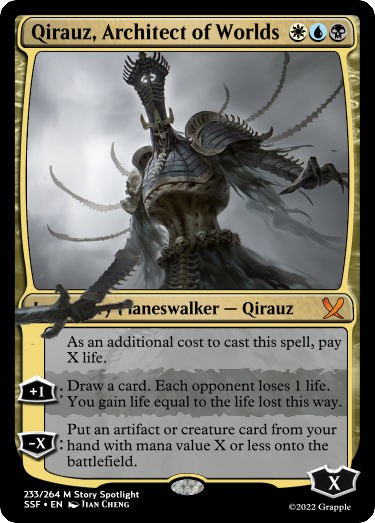 Qirauz, Architect of Worlds
Planeswalker — Qirauz
As an additional cost to cast this spell, pay
X life.
+1: Draw a card. Each opponent loses 1 life.
You gain life equal to the life lost this way.
-X: Put an artifact or creature card from your
hand with mana value X or less onto the
battlefield.
X
233/264 M Story Spotlight
SSF • EN Jian Cheng
©2022 Grapple